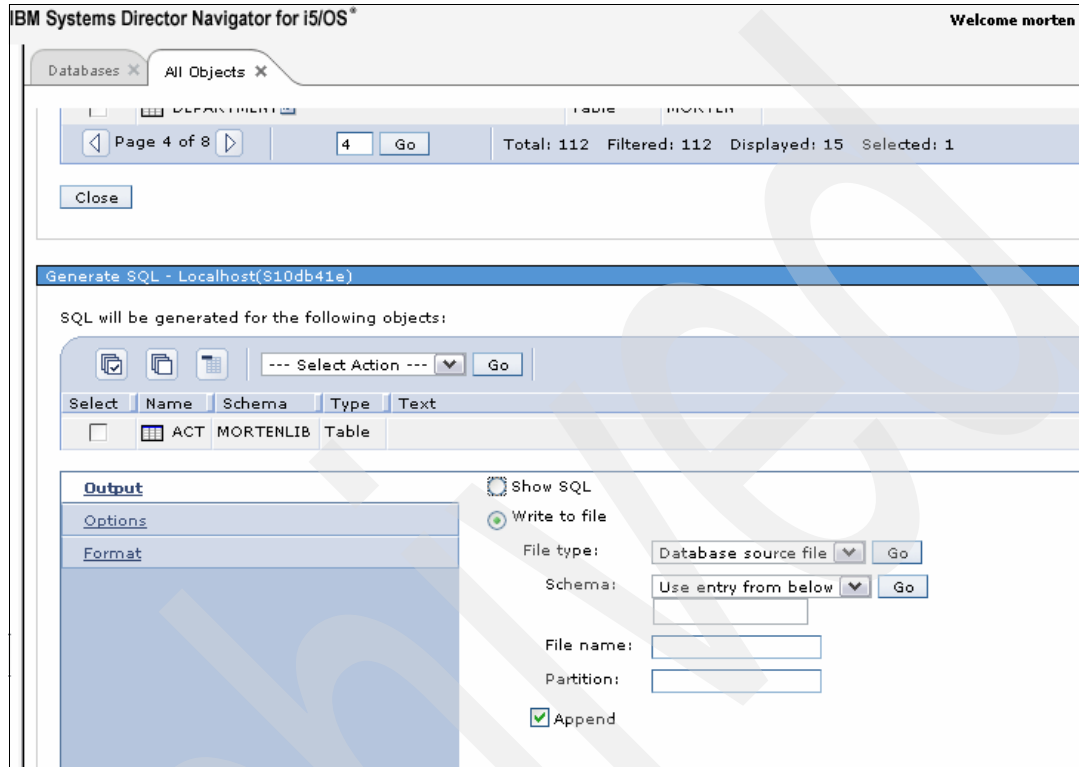 IBM Systems Director Navigator for i5/OS®
Welcome morten
Databases
All Objects
DEPARTMENT Table MORTEN
Page 4 of 8 4 Go Total: 112 Filtered: 112 Displayed: 15 Selected: 1
Close
Generate SQL - Localhost(S10db41e)
SQL will be generated for the following objects:
--- Select Action --- Go
Select Name Schema Type Text
ACT MORTENLIB Table
Output
Options
Format
Show SQL
Write to file
File type: Database source file Go
Schema: Use entry from below Go
File name:
Partition:
Append